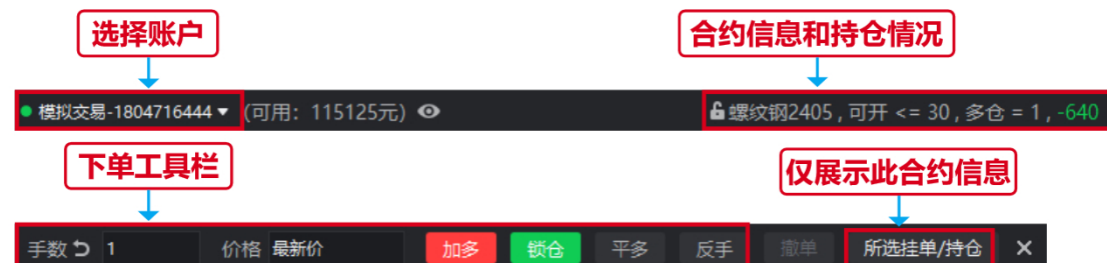 选择账户
合约信息和持仓情况
模拟交易-1804716444 (可用：115125元) 螺纹钢2405 , 可开 <= 30 , 多仓 = 1 , -640
下单工具栏
仅展示此合约信息
手数 1 价格 最新价 加多 锁仓 平多 反手 撤单 所选挂单/持仓 ×